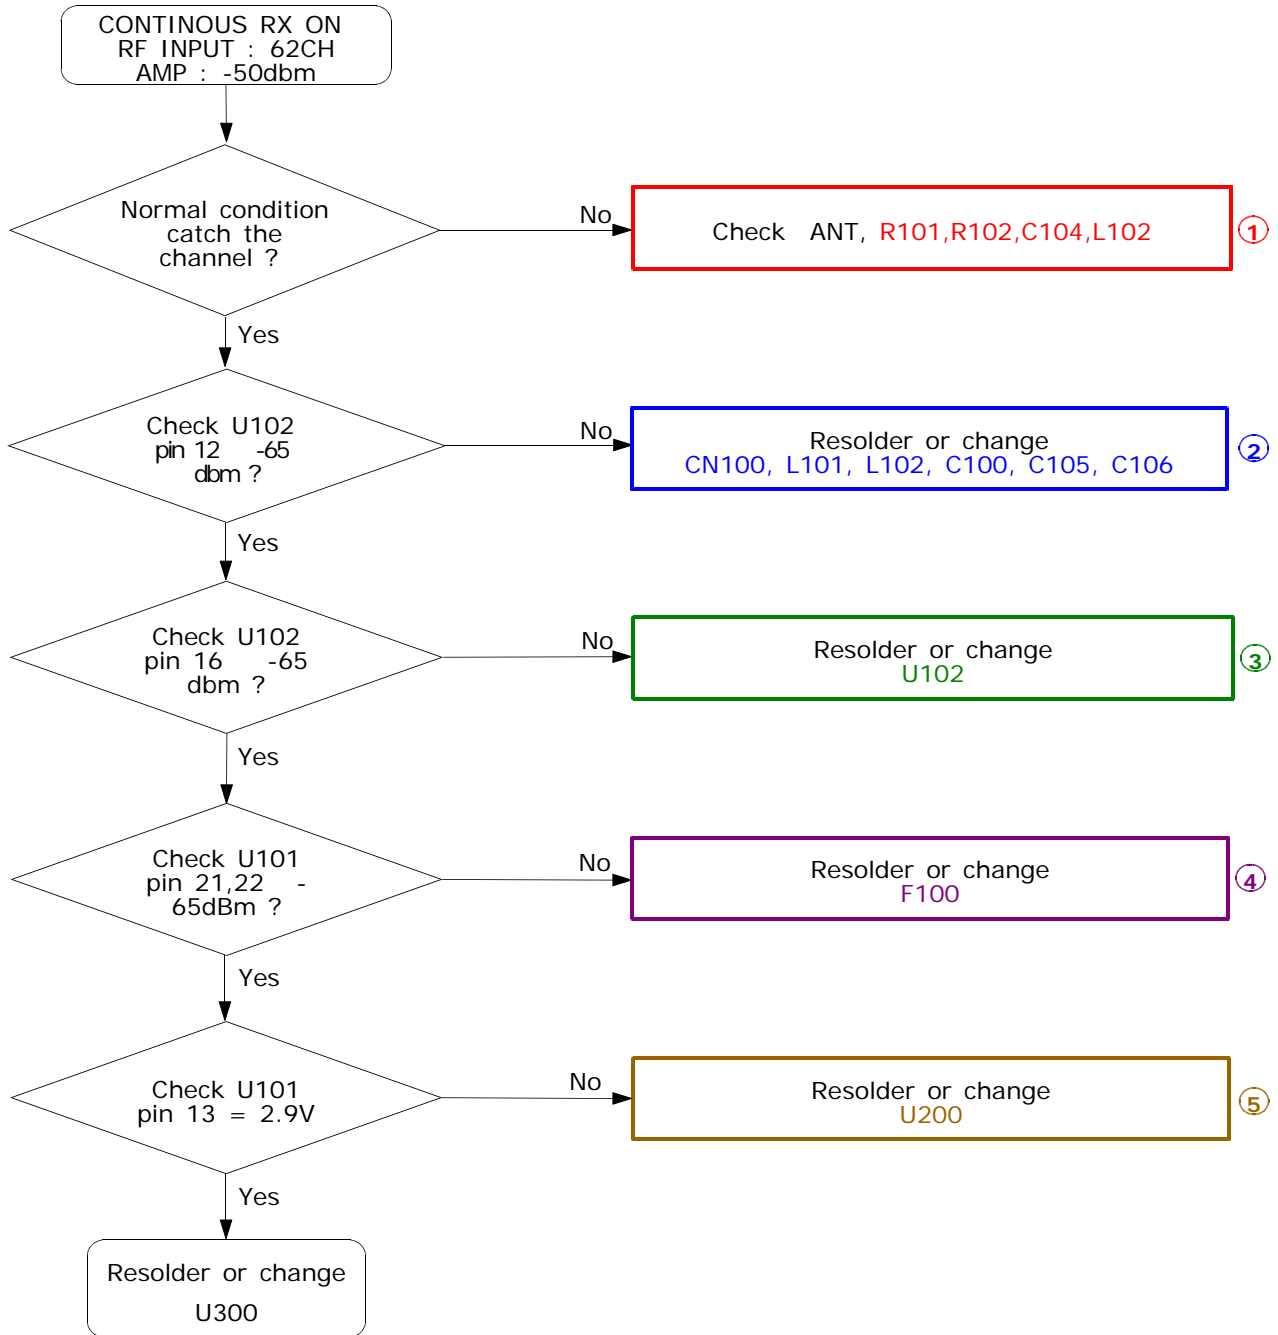 CONTINOUS RX ON
RF INPUT : 62CH
AMP : -50dbm
Normal condition
catch the
channel ?
No
Check ANT, R101,R102,C104,L102
1
Yes
Check U102
pin 12 -65
dbm ?
No
Resolder or change
CN100, L101, L102, C100, C105, C106
2
Yes
Check U102
pin 16 -65
dbm ?
No
Resolder or change
U102
3
Yes
Check U101
pin 21,22 -
65dBm ?
No
Resolder or change
F100
4
Yes
Check U101
pin 13 = 2.9V
No
Resolder or change
U200
5
Yes
Resolder or change
U300